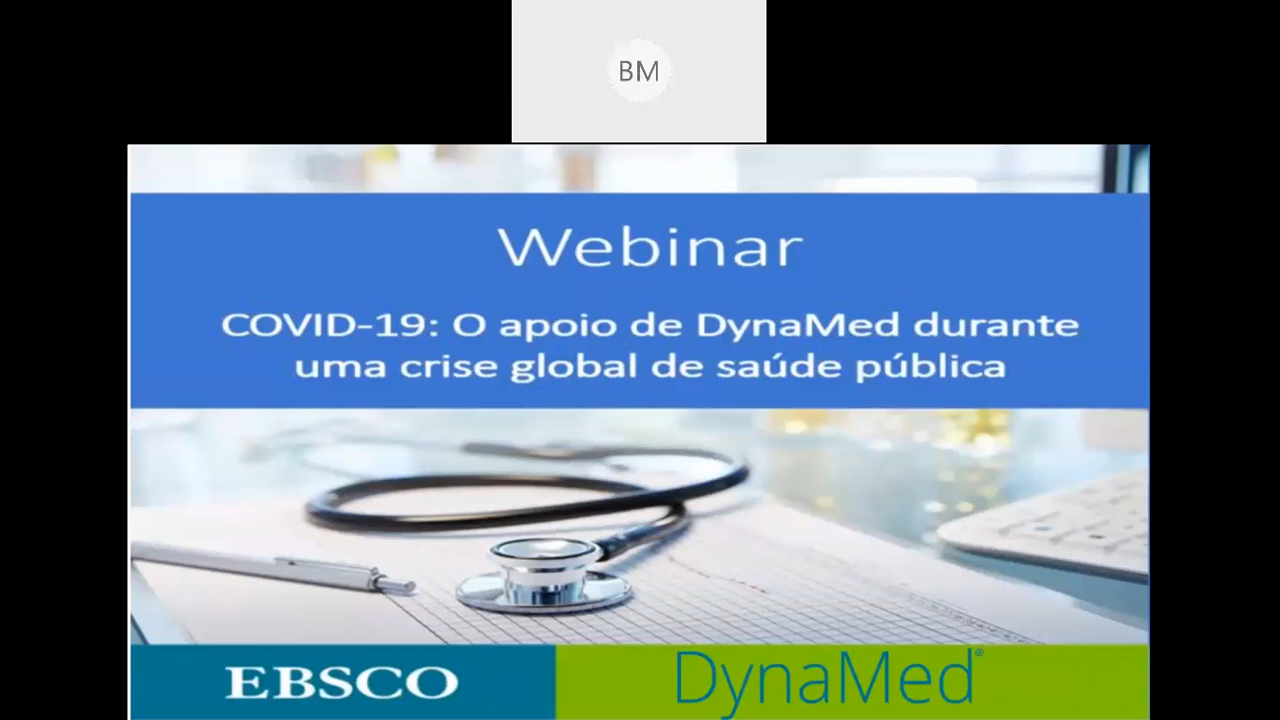 BM
Webinar
COVID-19: O apoio de DynaMed durante
uma crise global de saúde pública
EBSCO
DynaMed®